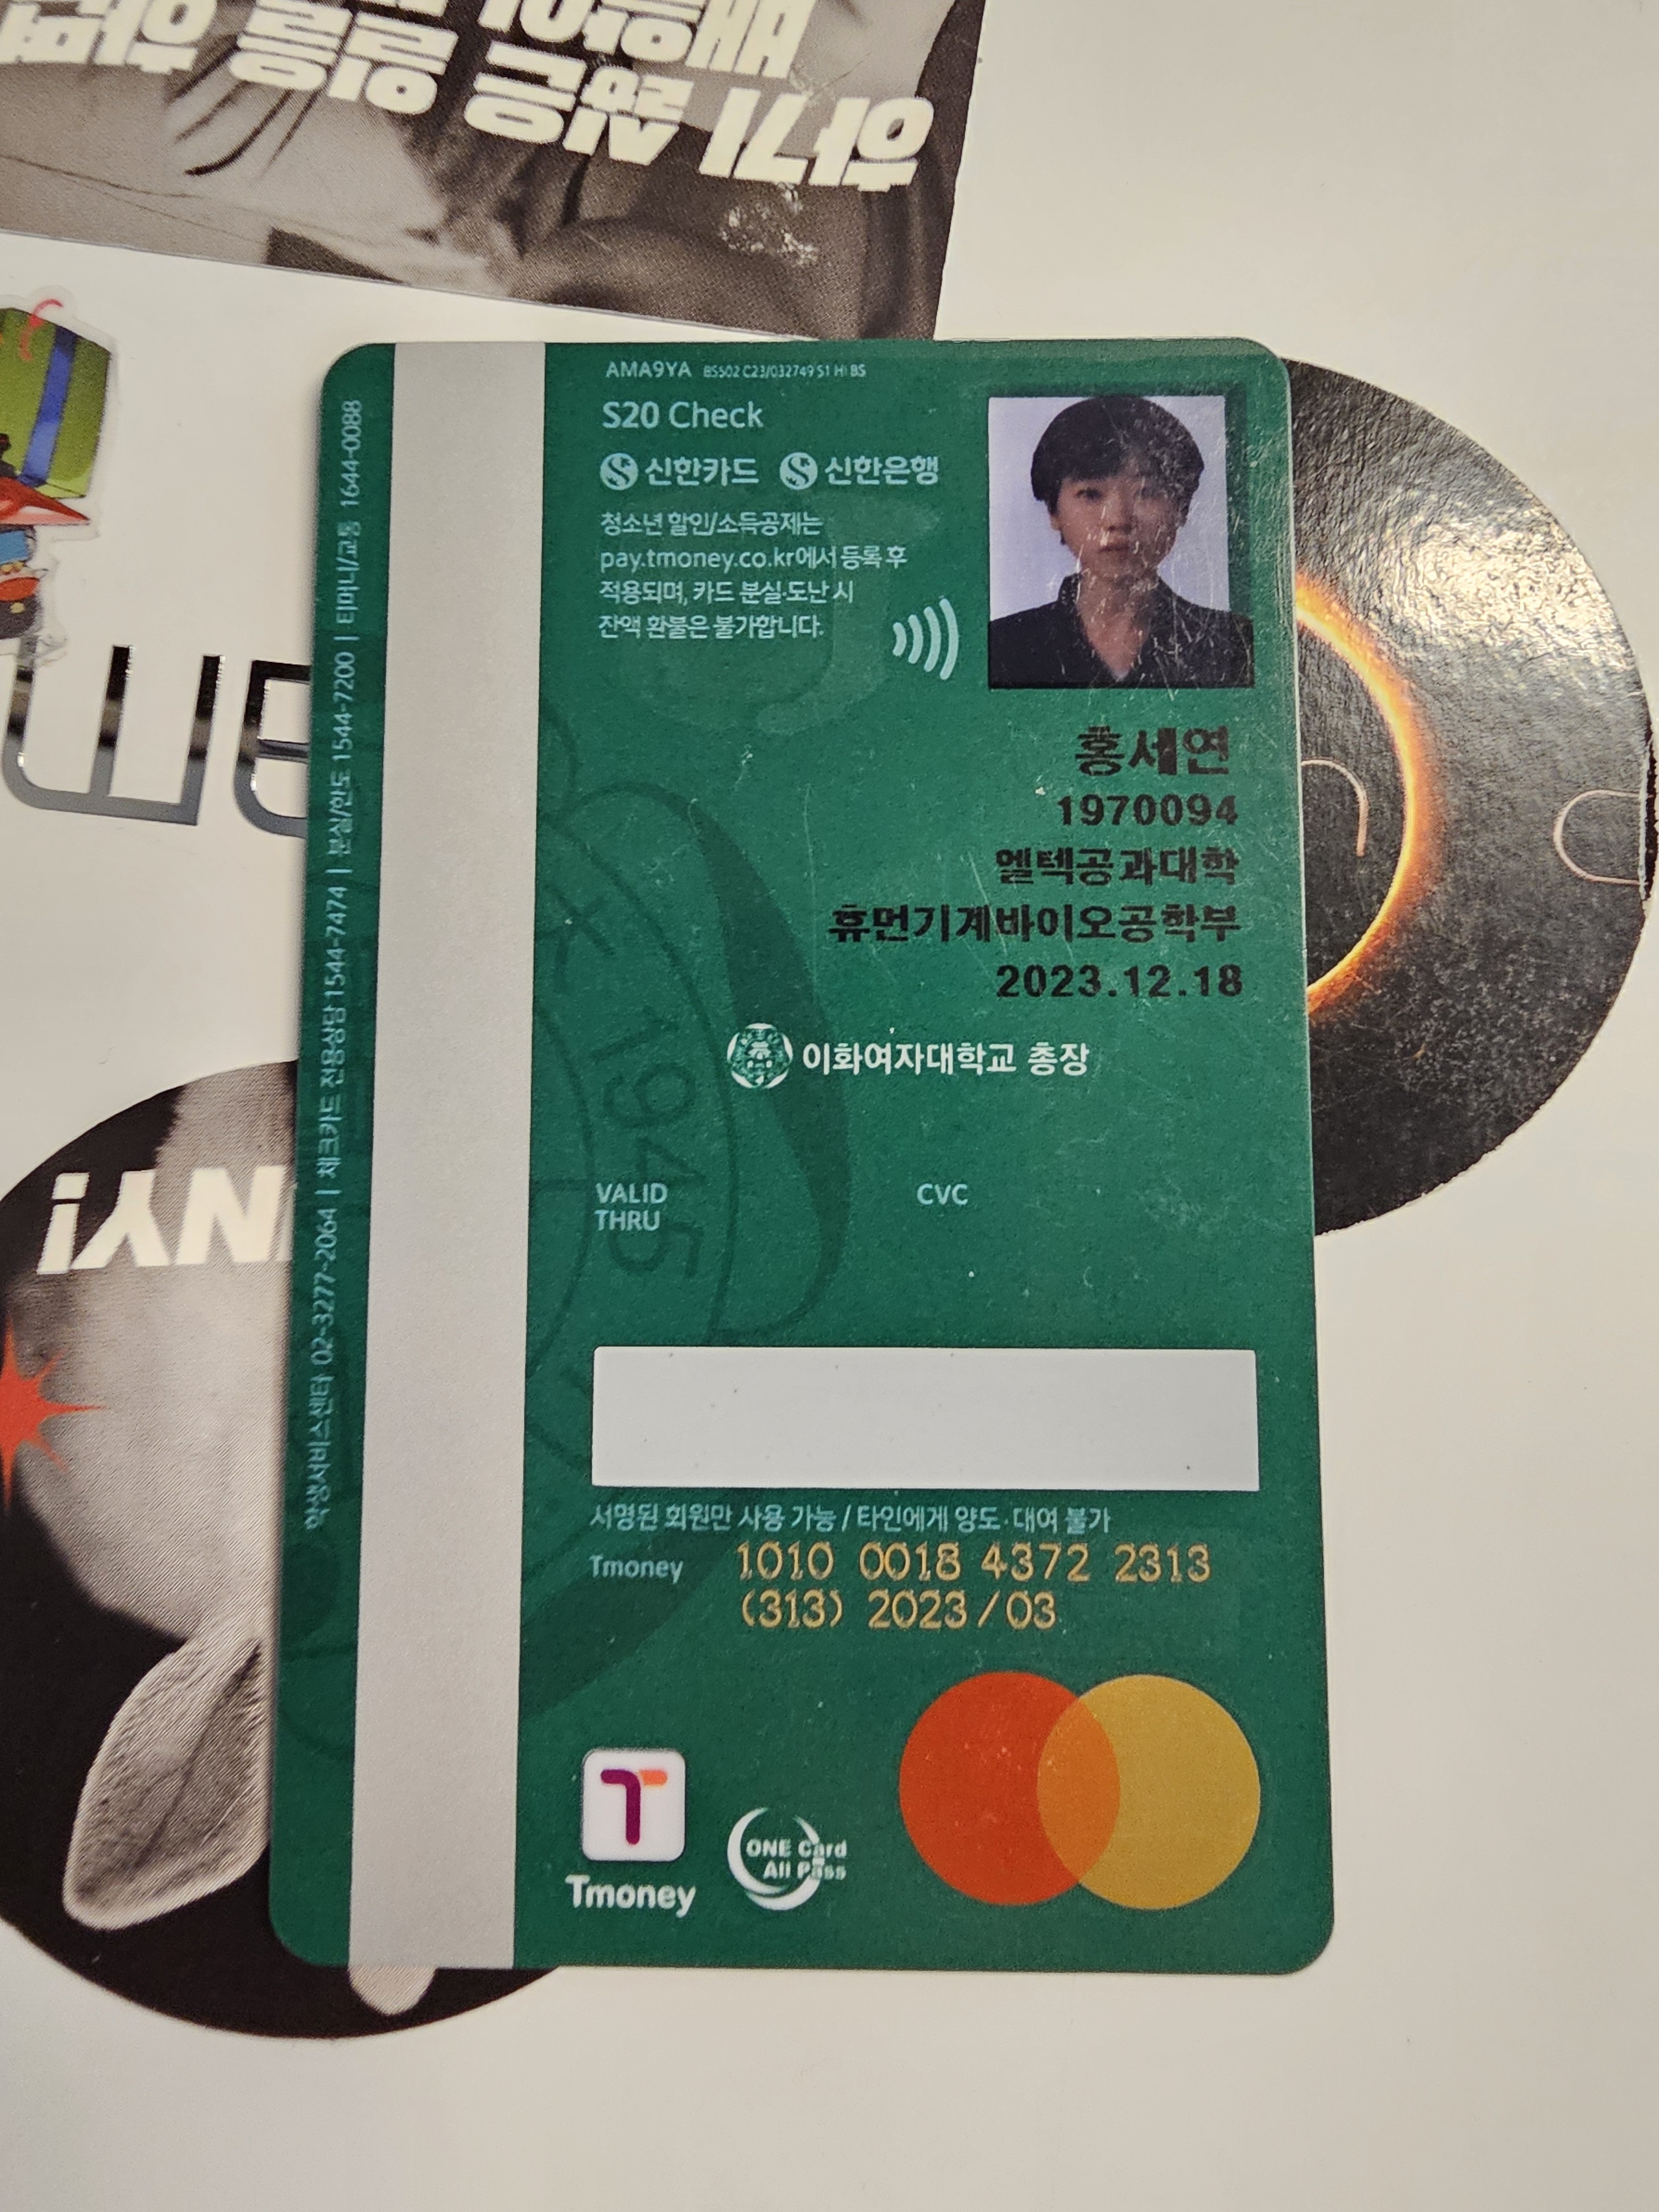 하기 싫은 일을 하면
AMA9YA BS502 C23/032749 S1 HI BS
S20 Check
신한카드 신한은행
청소년 할인/소득공제는
pay.tmoney.co.kr에서 등록 후
적용되며, 카드 분실·도난 시
잔액 환불은 불가합니다.
홍세연
1970094
엘텍공과대학
휴먼기계바이오공학부
2023.12.18
이화여자대학교 총장
1945
VALID
THRU
CVC
서명된 회원만 사용 가능 / 타인에게 양도·대여 불가
Tmoney 1010 0018 4372 2313
(313) 2023/03
Tmoney
ONE Card
All Pass
학생서비스센터 02-3277-2064 | 체크카드 전용상담 1544-7474 | 분실/한도 1544-7200 | 티머니/교통 1644-0088